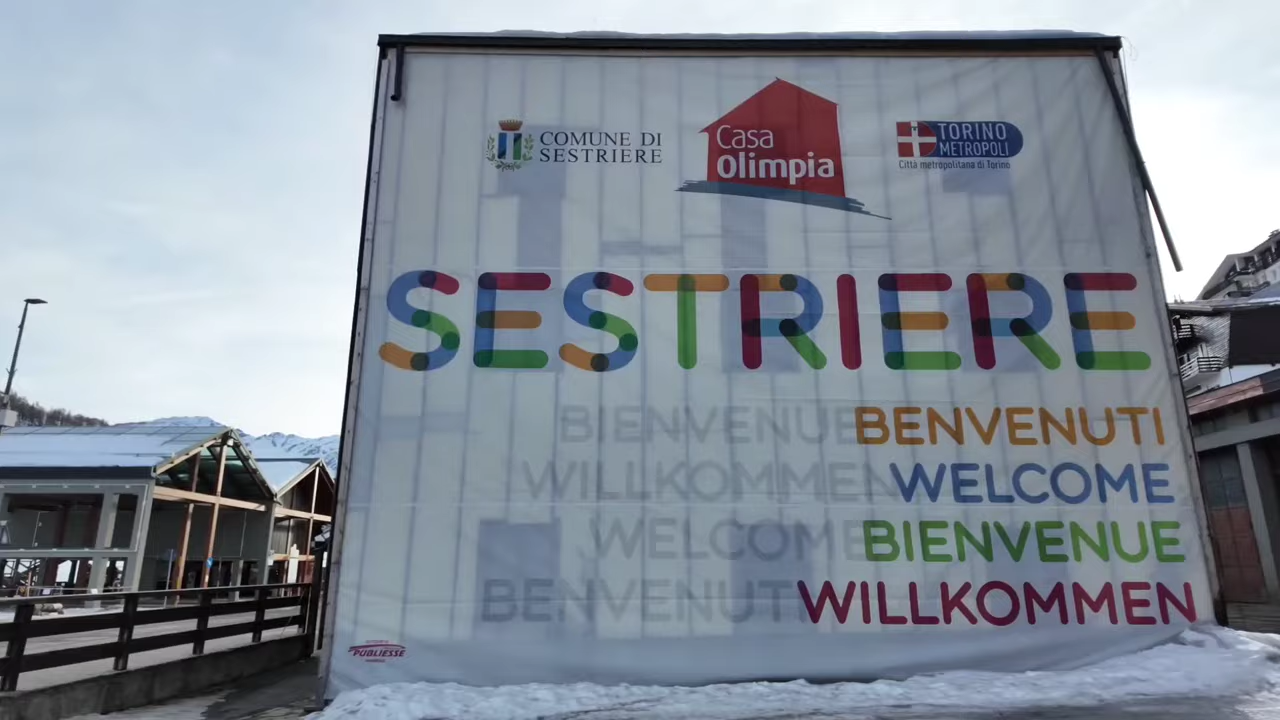 COMUNE DI
SESTRIERE
Casa
Olimpia
TORINO
METROPOLI
Città metropolitana di Torino
SESTRIERE
BIENVENUE BENVENUTI
WILLKOMMEN WELCOME
WELCOME BIENVENUE
BENVENUTI WILLKOMMEN
PUBLIESSE